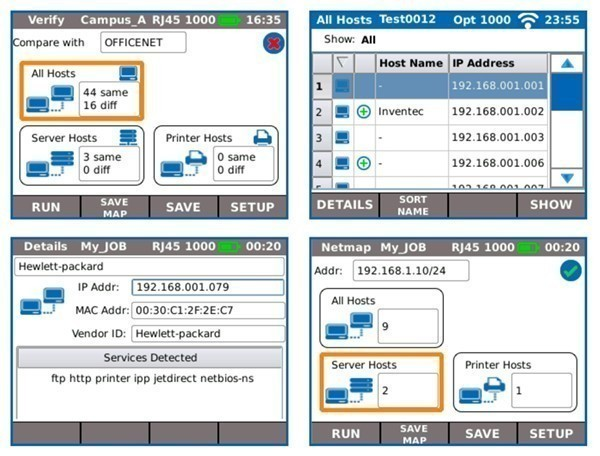 Verify Campus_A RJ45 1000 16:35
Compare with OFFICENET
All Hosts
44 same
16 diff
Server Hosts
3 same
0 diff
Printer Hosts
0 same
0 diff
RUN SAVE MAP SAVE SETUP
All Hosts Test0012 Opt 1000 23:55
Show: All
Host Name IP Address
1 - 192.168.001.001
2 Inventec 192.168.001.002
3 - 192.168.001.003
4 - 192.168.001.006
DETAILS SORT NAME SHOW
Details My_JOB RJ45 1000 00:20
Hewlett-packard
IP Addr: 192.168.001.079
MAC Addr: 00:30:C1:2F:2E:C7
Vendor ID: Hewlett-packard
Services Detected
ftp http printer ipp jetdirect netbios-ns
Netmap My_JOB RJ45 1000 00:20
Addr: 192.168.1.10/24
All Hosts
9
Server Hosts
2
Printer Hosts
1
RUN SAVE MAP SAVE SETUP